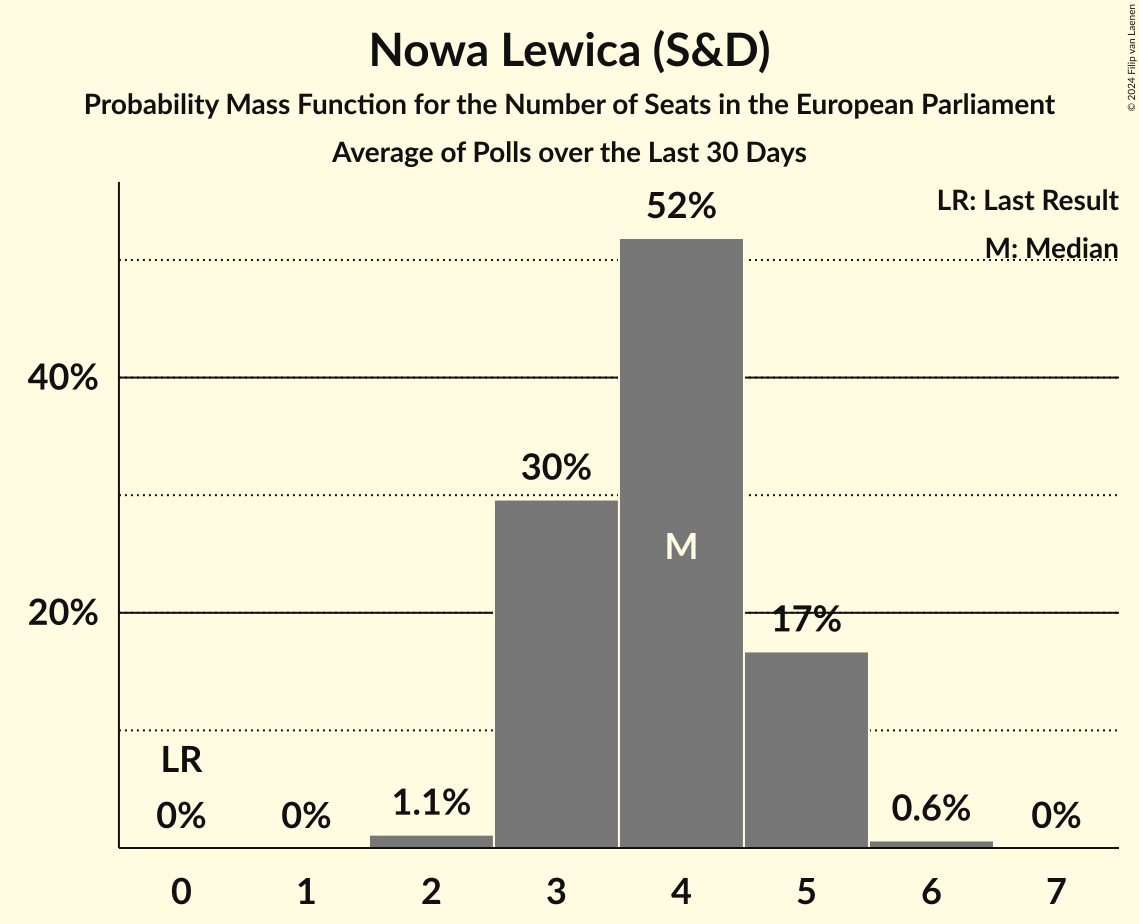 Nowa Lewica (S&D)
Probability Mass Function for the Number of Seats in the European Parliament
Average of Polls over the Last 30 Days
© 2024 Filip van Laenen
LR: Last Result
M: Median
52%
40%
30%
M
20%
17%
LR
0%
0%
1.1%
0.6%
0%
0 1 2 3 4 5 6 7